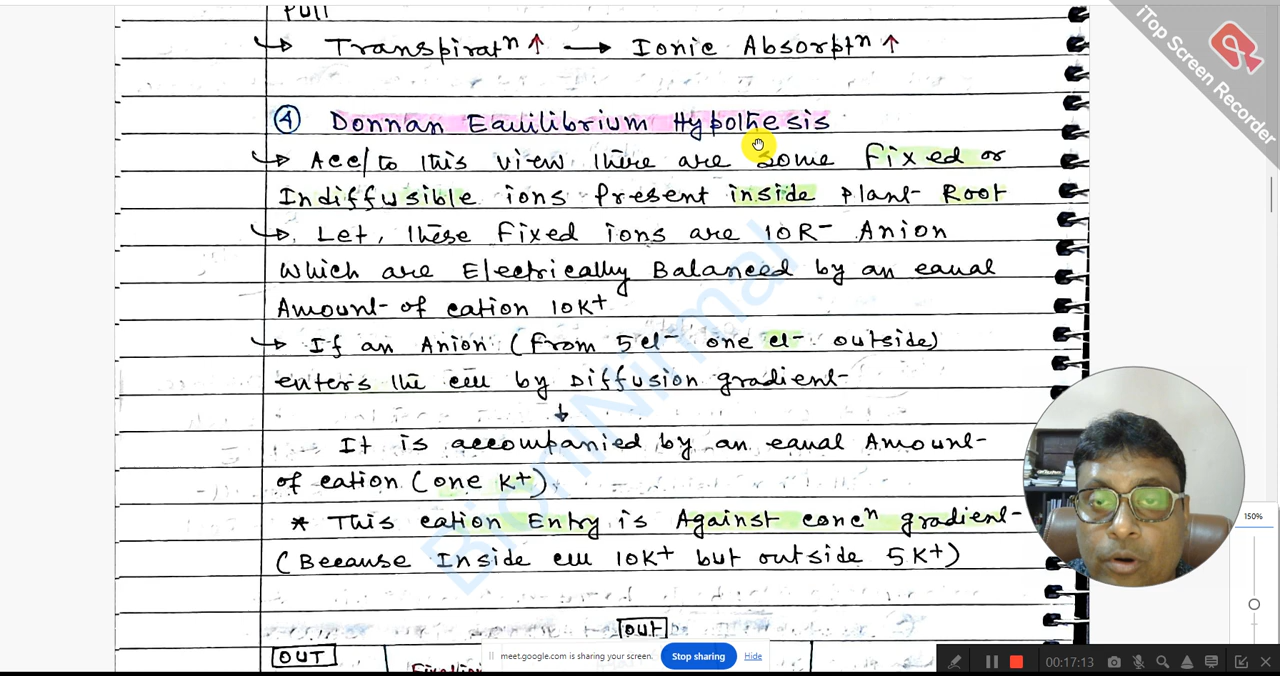 Pull
↳ Transpiratⁿ ↑ → Ionic Absorptⁿ ↑
④ Donnan Equilibrium Hypothesis
↳ Acc/to this view there are some fixed or
Indiffusible ions present inside plant Root
↳ Let, these fixed ions are 10R- Anion
Which are Electrically Balanced by an equal
Amount of cation 10K+
↳ If an Anion (from 5 cl- one cl- outside)
enters the cell by Diffusion gradient
↓
It is accompanied by an equal Amount
of cation (one K+).
* This cation Entry is Against concⁿ gradient
(Because Inside cell 10K+ but outside 5K+)
OUT
OUT
BiomNirmal
iTop Screen Recorder
150%
meet.google.com is sharing your screen.
Stop sharing
Hide
00:17:13